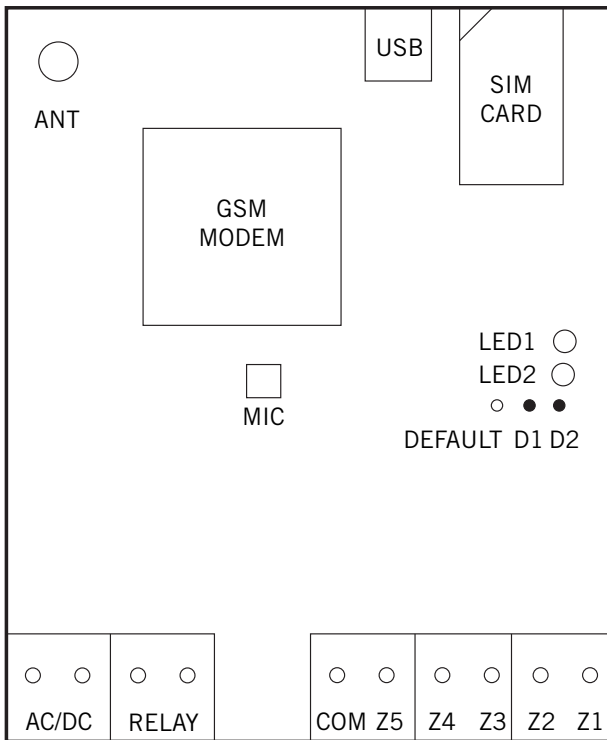 USB
SIM
CARD
ANT
GSM
MODEM
LED1
LED2
MIC
DEFAULT D1 D2
AC/DC RELAY COM Z5 Z4 Z3 Z2 Z1